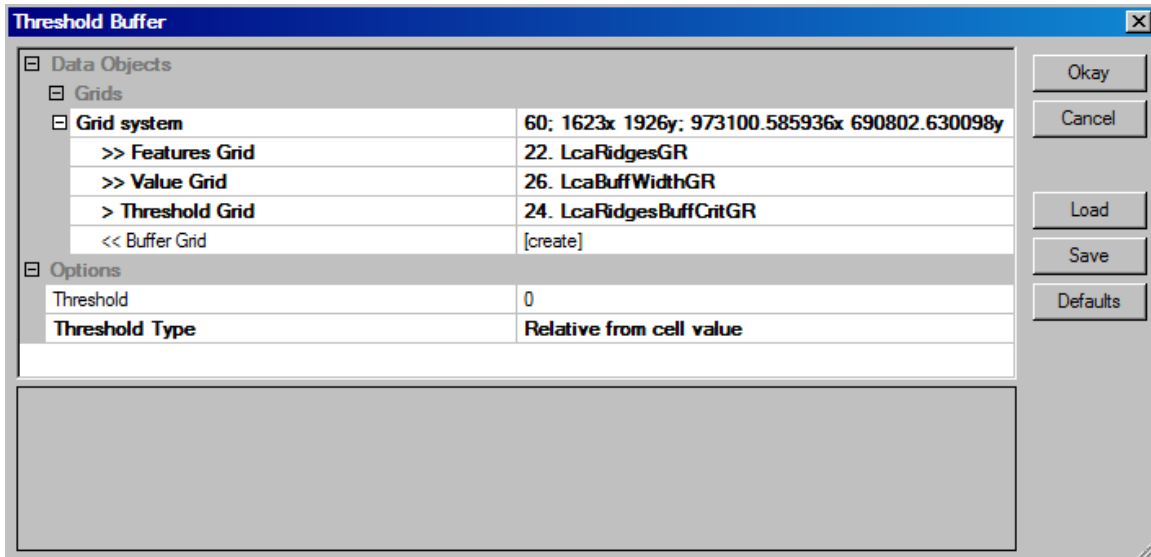 Threshold Buffer
Data Objects
Grids
Grid system 60; 1623x 1926y; 973100.585936x 690802.630098y
>> Features Grid 22. LcaRidgesGR
>> Value Grid 26. LcaBuffWidthGR
> Threshold Grid 24. LcaRidgesBuffCritGR
<< Buffer Grid [create]
Options
Threshold 0
Threshold Type Relative from cell value
Okay
Cancel
Load
Save
Defaults